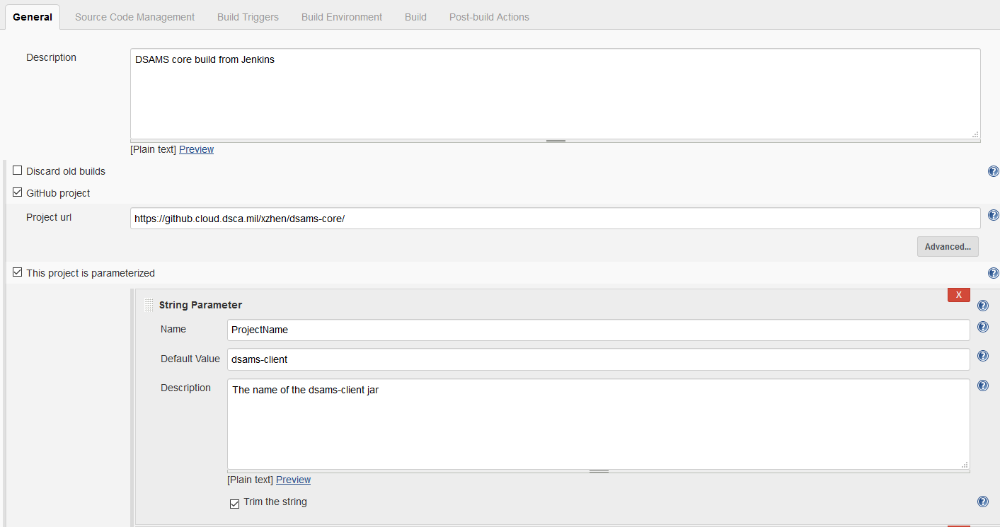 General Source Code Management Build Triggers Build Environment Build Post-build Actions
Description
DSAMS core build from Jenkins
[Plain text] Preview
Discard old builds
GitHub project
Project url
https://github.cloud.dsca.mil/xzhen/dsams-core/
Advanced...
This project is parameterized
X
String Parameter
Name
ProjectName
Default Value
dsams-client
Description
The name of the dsams-client jar
[Plain text] Preview
Trim the string